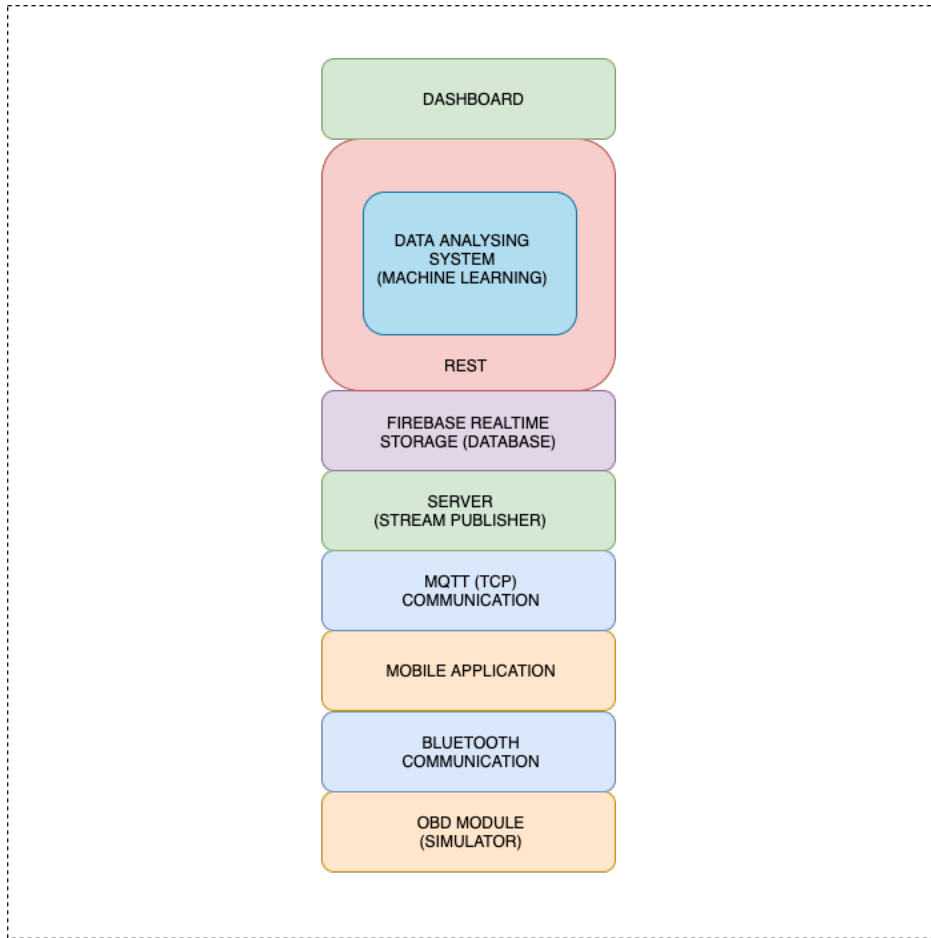 DASHBOARD
DATA ANALYSING
SYSTEM
(MACHINE LEARNING)
REST
FIREBASE REALTIME
STORAGE (DATABASE)
SERVER
(STREAM PUBLISHER)
MQTT (TCP)
COMMUNICATION
MOBILE APPLICATION
BLUETOOTH
COMMUNICATION
OBD MODULE
(SIMULATOR)